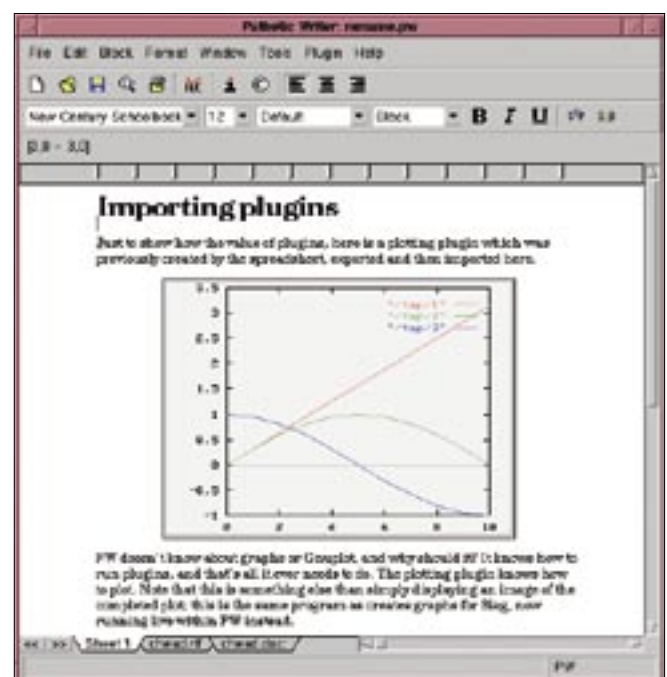 Pathetic Writer:
File Edit Block Format Window Tools Plugin Help
New Century Schoolbook 12 Default Block B I U
Importing plugins
Just to show how the value of plugins, here is a plotting plugin which was
previously created by the spreadsheet, exported and then imported here.
3.5
3
2.5
2
1.5
1
0.5
0
-0.5
-1
0 2 4 6 8 10
PW doesn't know about graphs or Gnuplot, and why should it? It knows how to
run plugins, and that's all it ever needs to do. The plotting plugin knows how
to plot. Note that this is something else than simply displaying an image of the
completed plot; this is the same program as creates graphs for Siag, now
running live within PW instead.
Sheet 1
PW